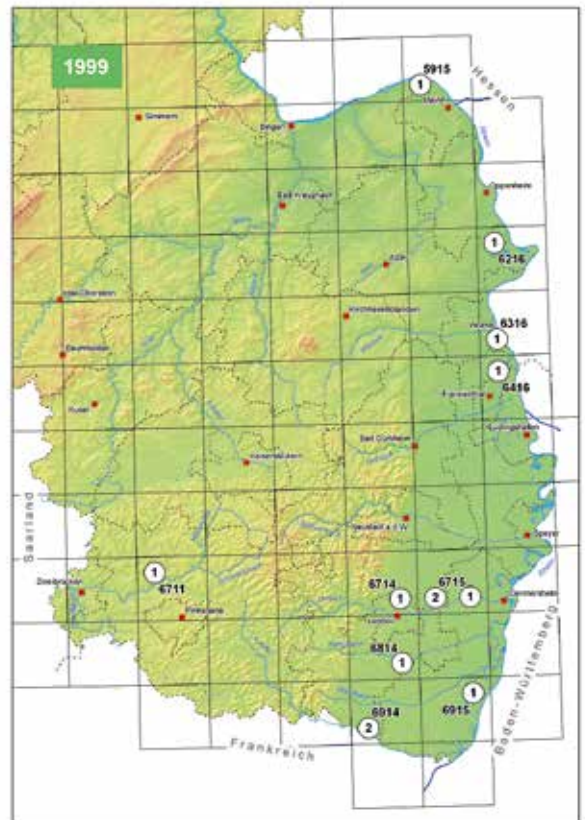 1999
5915
1
Hessen
Mainz
Simmern
Bingen
Oppenheim
Bad Kreuznach
1
6216
Alzey
Idar-Oberstein
Kirchheimbolanden
6316
Worms
1
Baumholder
1
6416
Frankenthal
Kusel
Ludwigshafen
Bad Dürkheim
Kaiserslautern
Saarland
Neustadt a.d.W.
Speyer
1
6711
Zweibrücken
Pirmasens
6714
6715
1
2
1
Germersheim
Landau
6814
1
Baden-Württemberg
1
6915
6914
2
Frankreich